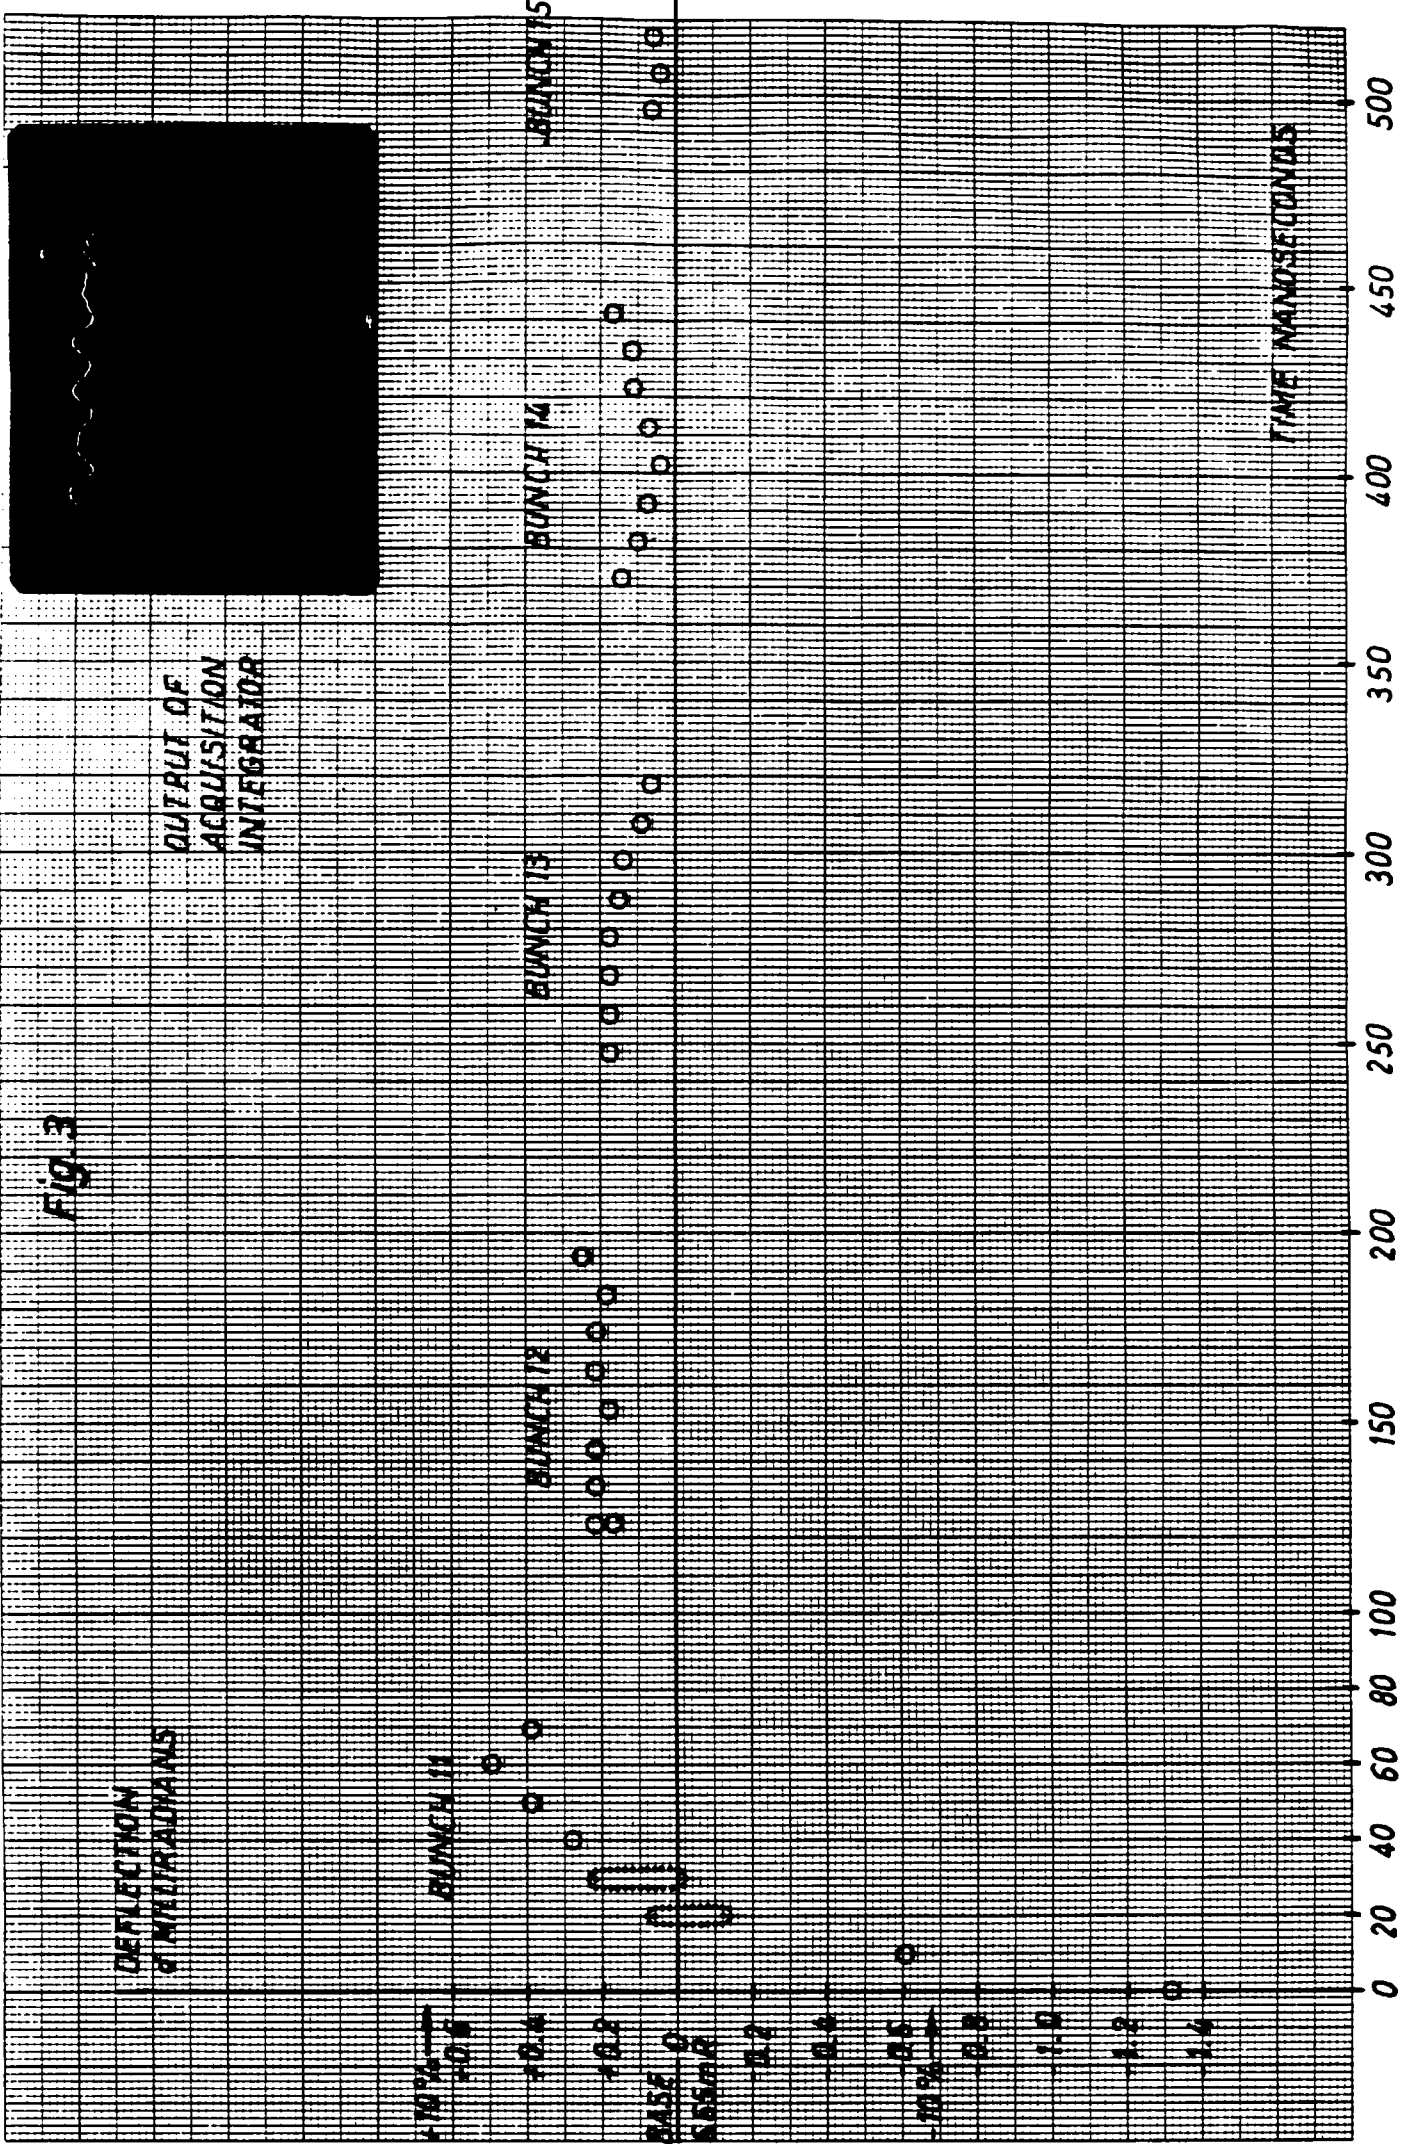 Fig. 3
DEFLECTION
d MILLIRADIANS
OUTPUT OF
ACQUISITION
INTEGRATOR
BUNCH 11
BUNCH 12
BUNCH 13
BUNCH 14
BUNCH 15
+10%
+0.6
+0.4
+0.2
BASE 0
-0.2
-0.4
-0.6
-10%
-0.8
-1.0
-1.2
-1.4
0 20 40 60 80 100 150 200 250 300 350 400 450 500
TIME NANOSECONDS